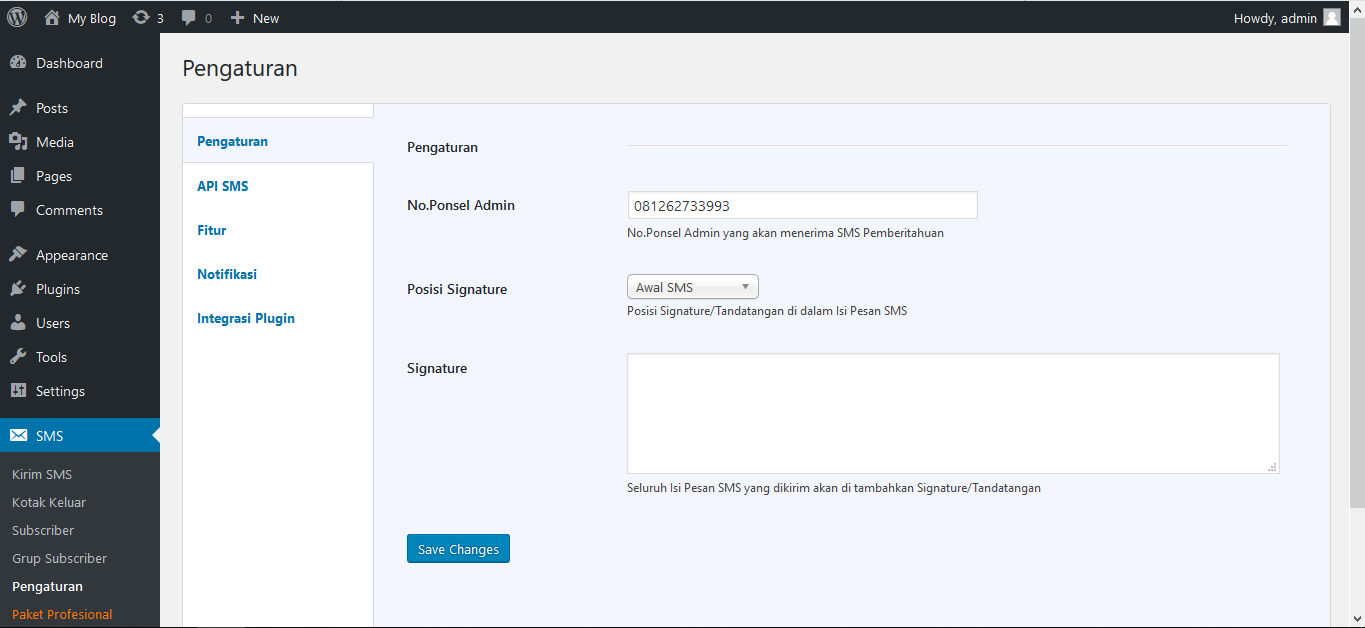 My Blog 3 0 New Howdy, admin
Dashboard
Posts
Media
Pages
Comments
Appearance
Plugins
Users
Tools
Settings
SMS
Kirim SMS
Kotak Keluar
Subscriber
Grup Subscriber
Pengaturan
Paket Profesional
Pengaturan
Pengaturan
API SMS
Fitur
Notifikasi
Integrasi Plugin
Pengaturan
No.Ponsel Admin
081262733993
No.Ponsel Admin yang akan menerima SMS Pemberitahuan
Posisi Signature
Awal SMS
Posisi Signature/Tandatangan di dalam Isi Pesan SMS
Signature
Seluruh Isi Pesan SMS yang dikirim akan di tambahkan Signature/Tandatangan
Save Changes